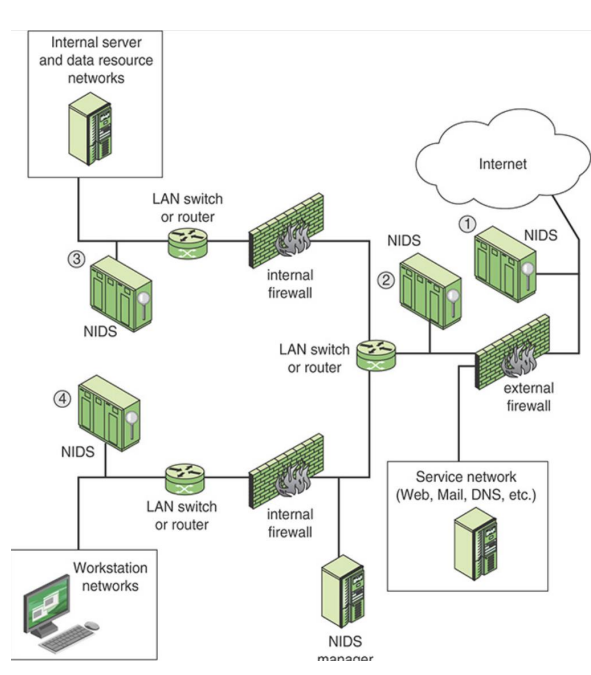 Internal server
and data resource
networks
Internet
LAN switch
or router
internal
firewall
3
NIDS
NIDS
1
NIDS
2
LAN switch
or router
external
firewall
4
NIDS
LAN switch
or router
internal
firewall
Service network
(Web, Mail, DNS, etc.)
Workstation
networks
NIDS
manager